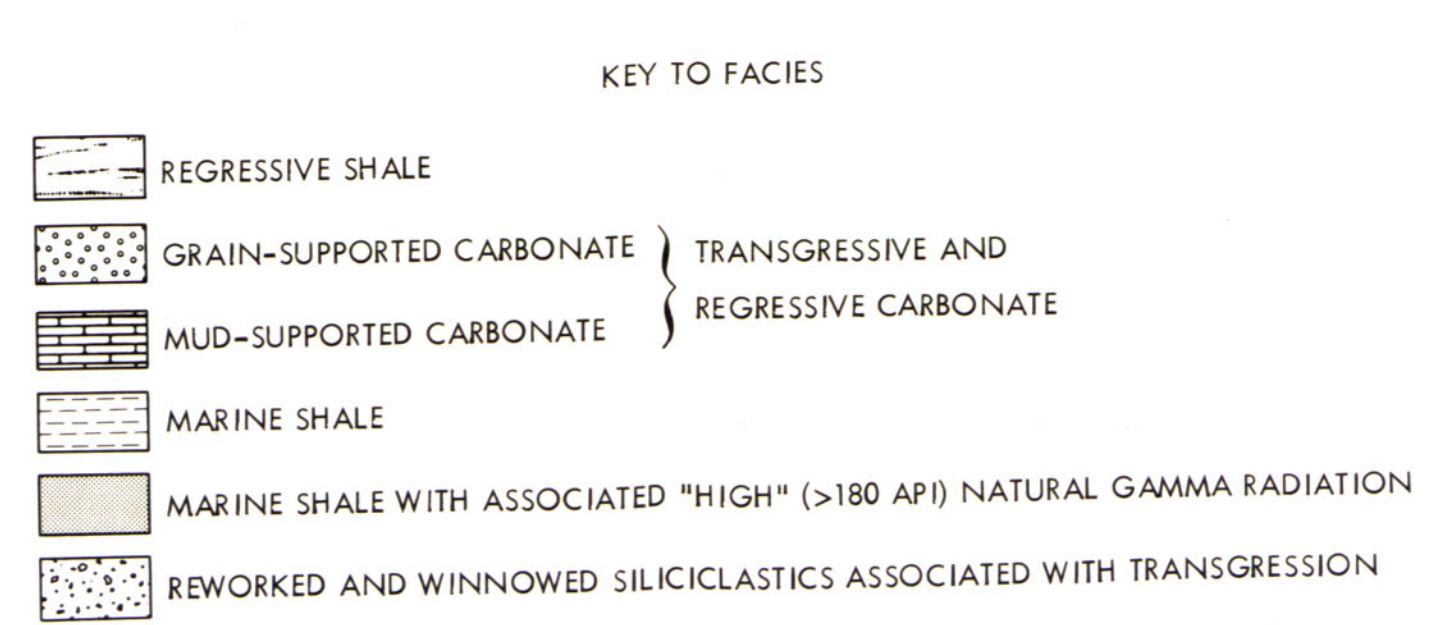 KEY TO FACIES
REGRESSIVE SHALE
GRAIN-SUPPORTED CARBONATE
MUD-SUPPORTED CARBONATE
TRANSGRESSIVE AND
REGRESSIVE CARBONATE
MARINE SHALE
MARINE SHALE WITH ASSOCIATED "HIGH" (>180 API) NATURAL GAMMA RADIATION
REWORKED AND WINNOWED SILICICLASTICS ASSOCIATED WITH TRANSGRESSION